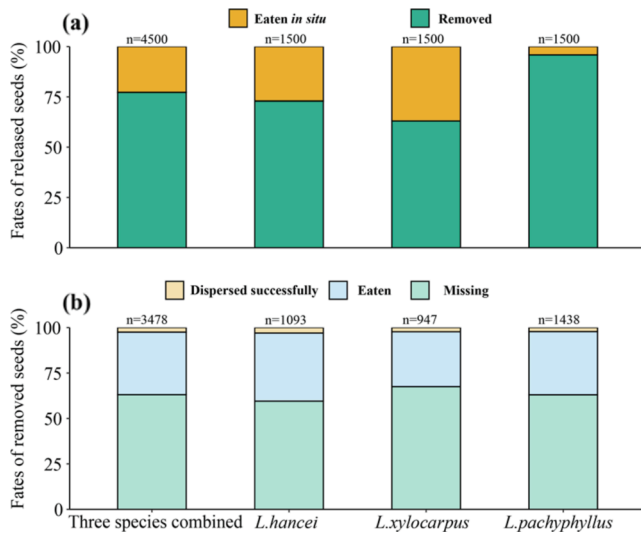 (a)
Eaten in situ Removed
n=4500 n=1500 n=1500 n=1500
Fates of released seeds (%)
100
75
50
25
0
(b)
Dispersed successfully Eaten Missing
n=3478 n=1093 n=947 n=1438
Fates of removed seeds (%)
100
75
50
25
0
Three species combined L.hancei L.xylocarpus L.pachyphyllus